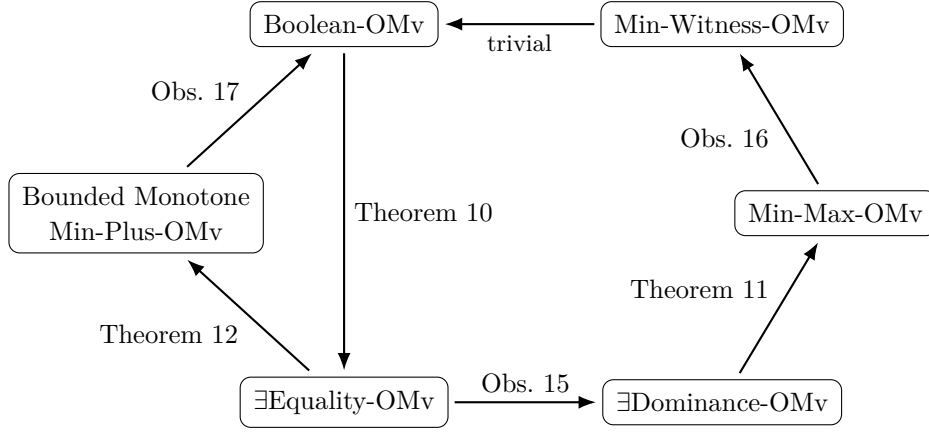 Boolean-OMv
Min-Witness-OMv
trivial
Obs. 17
Obs. 16
Bounded Monotone
Min-Plus-OMv
Theorem 10
Min-Max-OMv
Theorem 12
Theorem 11
∃Equality-OMv
Obs. 15
∃Dominance-OMv